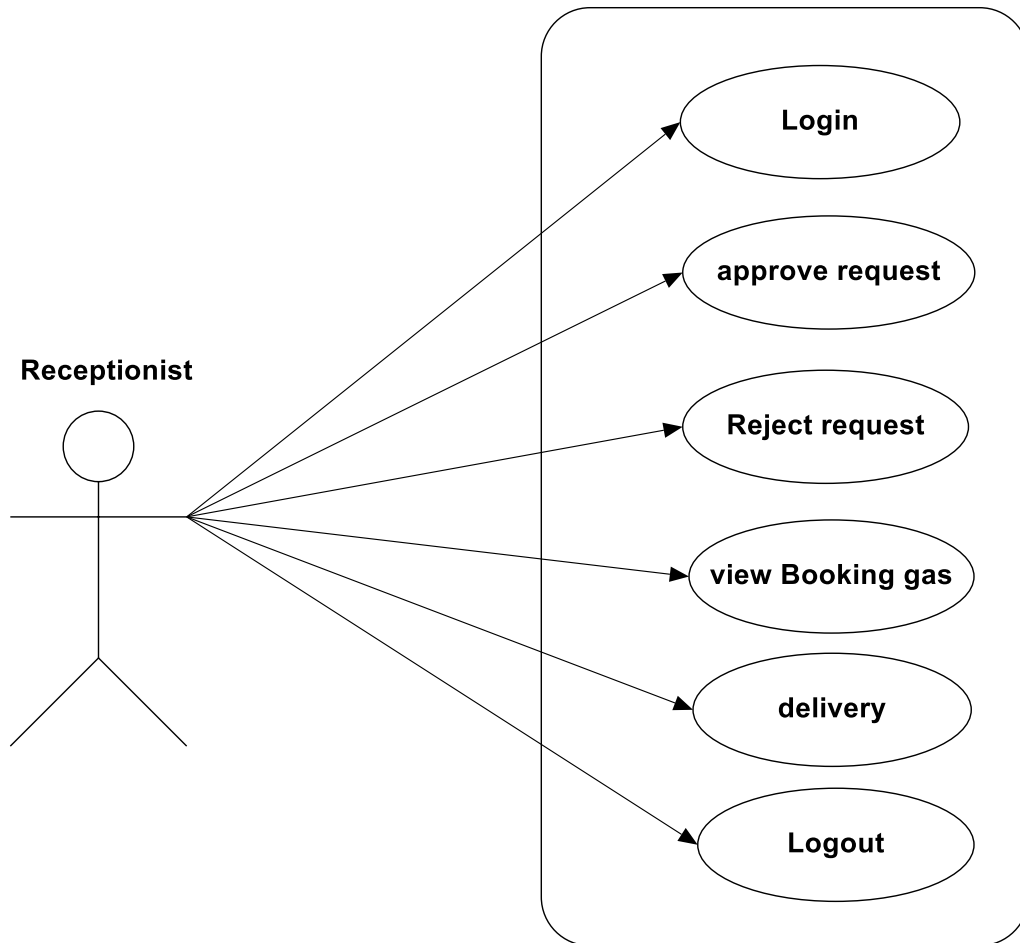 Login
approve request
Receptionist
Reject request
view Booking gas
delivery
Logout